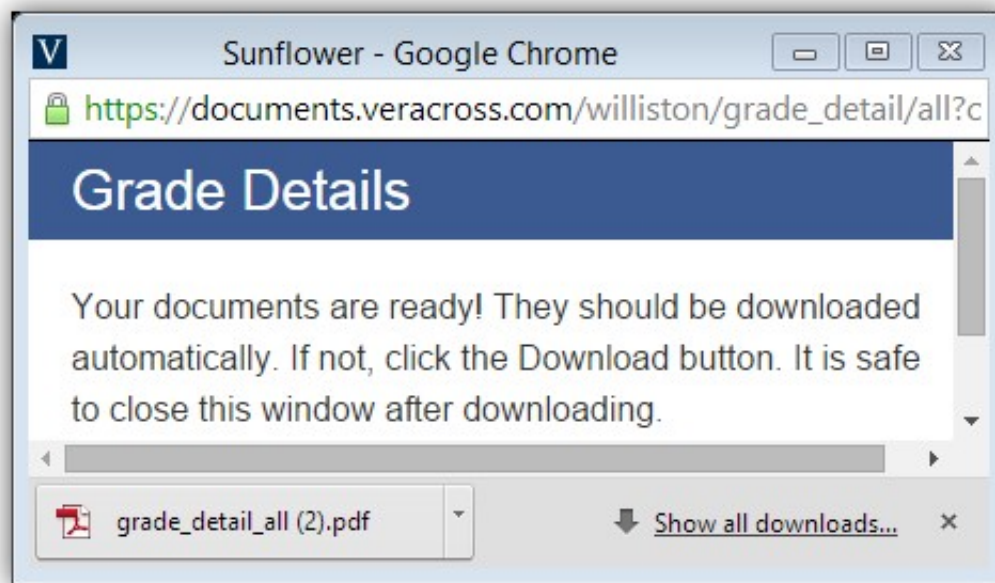 V
Sunflower - Google Chrome
https://documents.veracross.com/williston/grade_detail/all?c
Grade Details
Your documents are ready! They should be downloaded
automatically. If not, click the Download button. It is safe
to close this window after downloading.
grade_detail_all (2).pdf
Show all downloads...